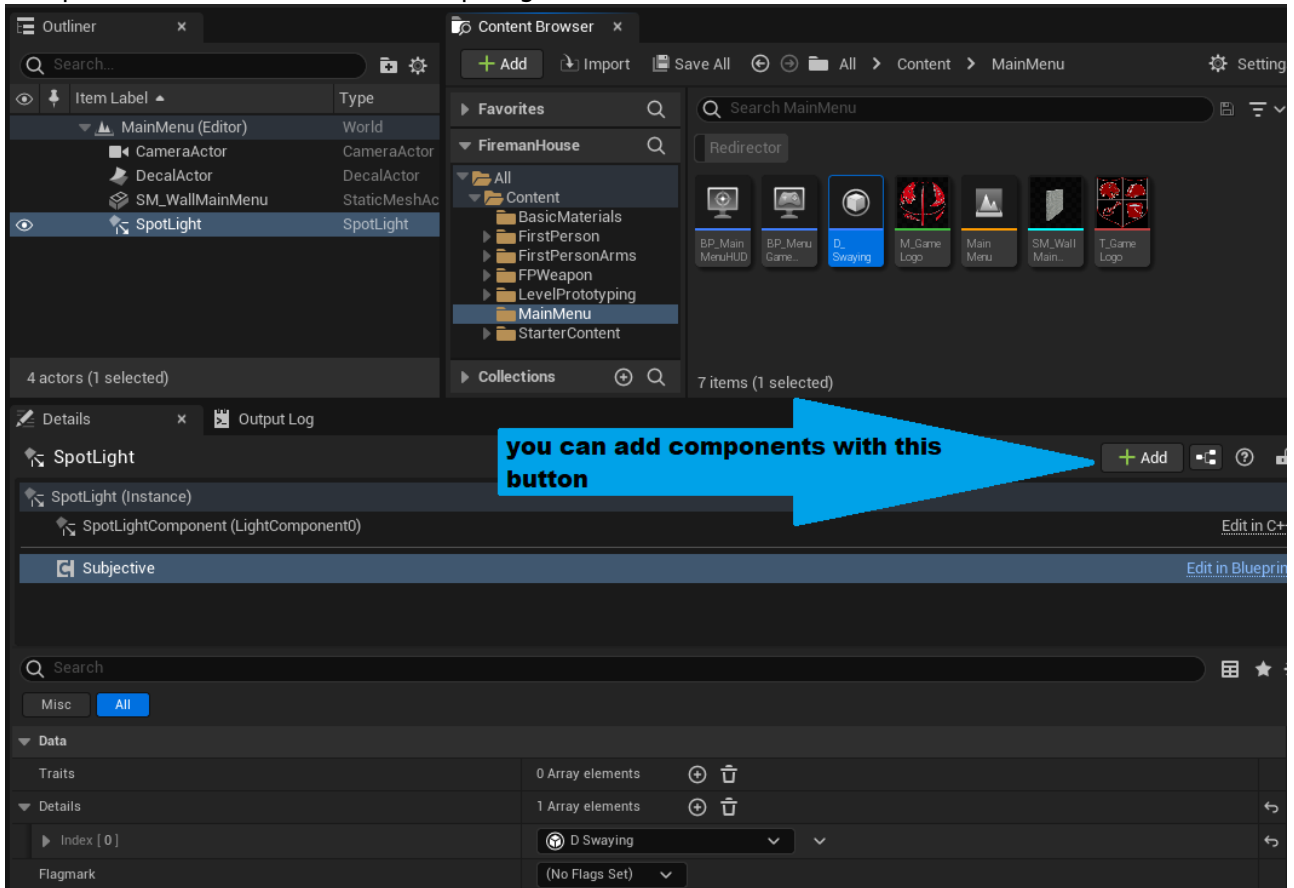 Outliner
Content Browser
Search...
Add
Import
Save All
All
Content
MainMenu
Setting
Item Label
Type
MainMenu (Editor)
World
CameraActor
CameraActor
DecalActor
DecalActor
SM_WallMainMenu
StaticMeshAc
SpotLight
SpotLight
4 actors (1 selected)
Favorites
FiremanHouse
All
Content
BasicMaterials
FirstPerson
FirstPersonArms
FPWeapon
LevelPrototyping
MainMenu
StarterContent
Collections
Search MainMenu
Redirector
BP_Main
MenuHUD
BP_Menu
Game...
D_
Swaying
M_Game
Logo
Main
Menu
SM_Wall
Main..
T_Game
Logo
7 items (1 selected)
Details
Output Log
SpotLight
you can add components with this
button
Add
SpotLight (Instance)
SpotLightComponent (LightComponent0)
Edit in C+
Subjective
Edit in Blueprin
Search
Misc
All
Data
Traits
0 Array elements
Details
1 Array elements
Index [ 0 ]
D Swaying
Flagmark
(No Flags Set)